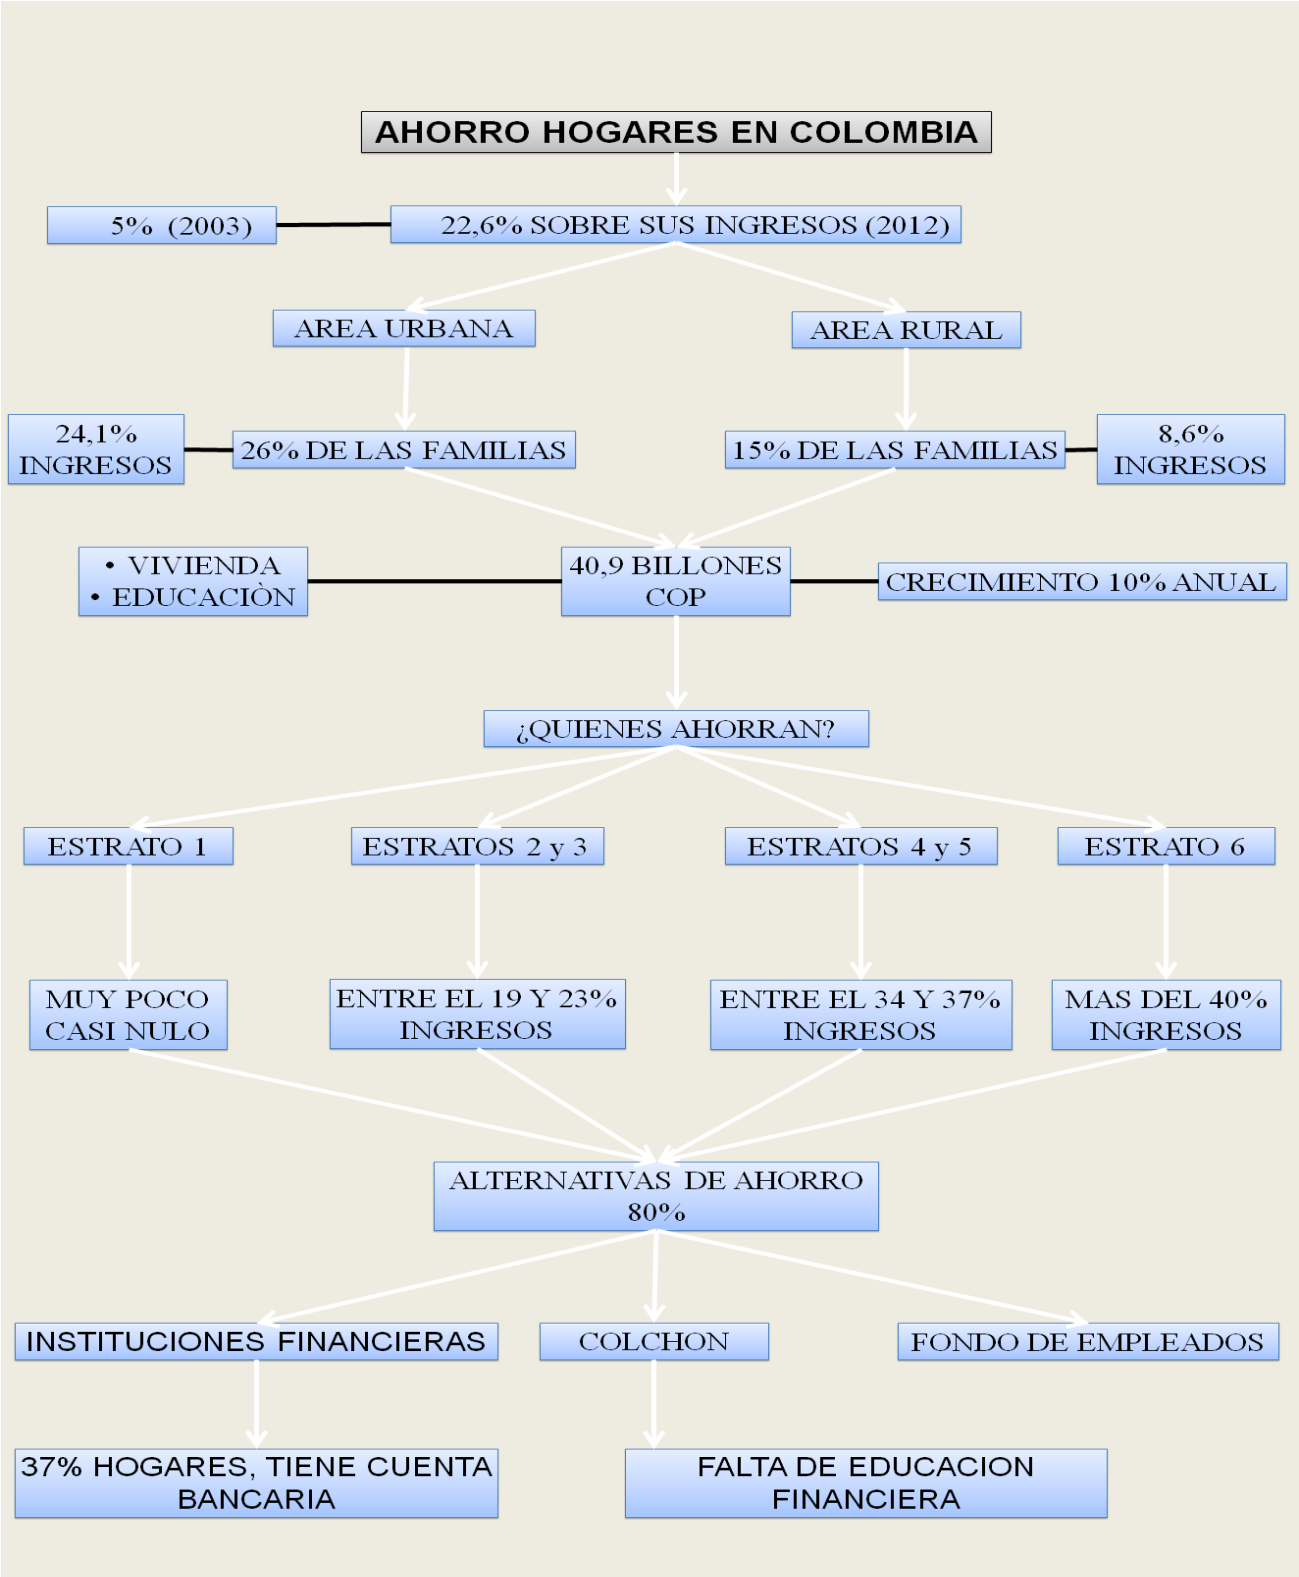 AHORRO HOGARES EN COLOMBIA
5% (2003)
22,6% SOBRE SUS INGRESOS (2012)
AREA URBANA
AREA RURAL
24,1%
INGRESOS
26% DE LAS FAMILIAS
15% DE LAS FAMILIAS
8,6%
INGRESOS
• VIVIENDA
• EDUCACIÒN
40,9 BILLONES
COP
CRECIMIENTO 10% ANUAL
¿QUIENES AHORRAN?
ESTRATO 1
ESTRATOS 2 y 3
ESTRATOS 4 y 5
ESTRATO 6
MUY POCO
CASI NULO
ENTRE EL 19 Y 23%
INGRESOS
ENTRE EL 34 Y 37%
INGRESOS
MAS DEL 40%
INGRESOS
ALTERNATIVAS DE AHORRO
80%
INSTITUCIONES FINANCIERAS
COLCHON
FONDO DE EMPLEADOS
37% HOGARES, TIENE CUENTA
BANCARIA
FALTA DE EDUCACION
FINANCIERA